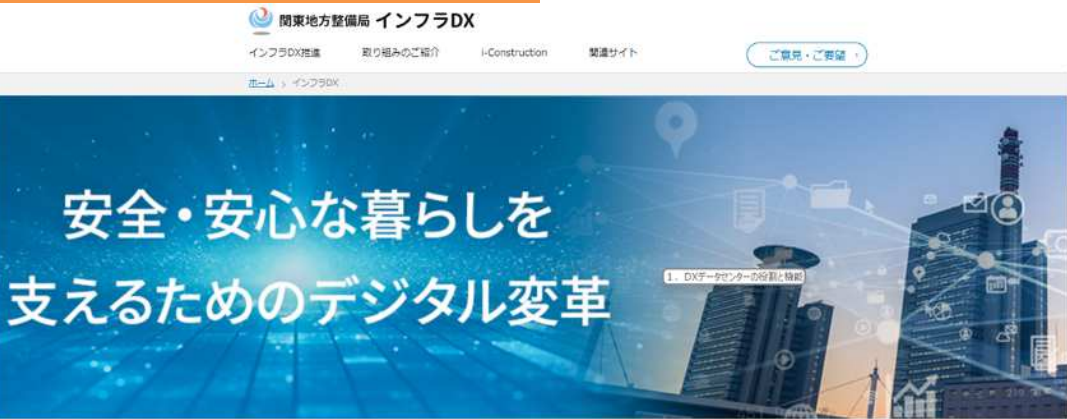 関東地方整備局 インフラDX
インフラDX推進 取り組みのご紹介 i-Construction 関連サイト ご意見・ご要望
ホーム > インフラDX
安全・安心な暮らしを
1. DXデータセンターの役割と機能
支えるためのデジタル変革